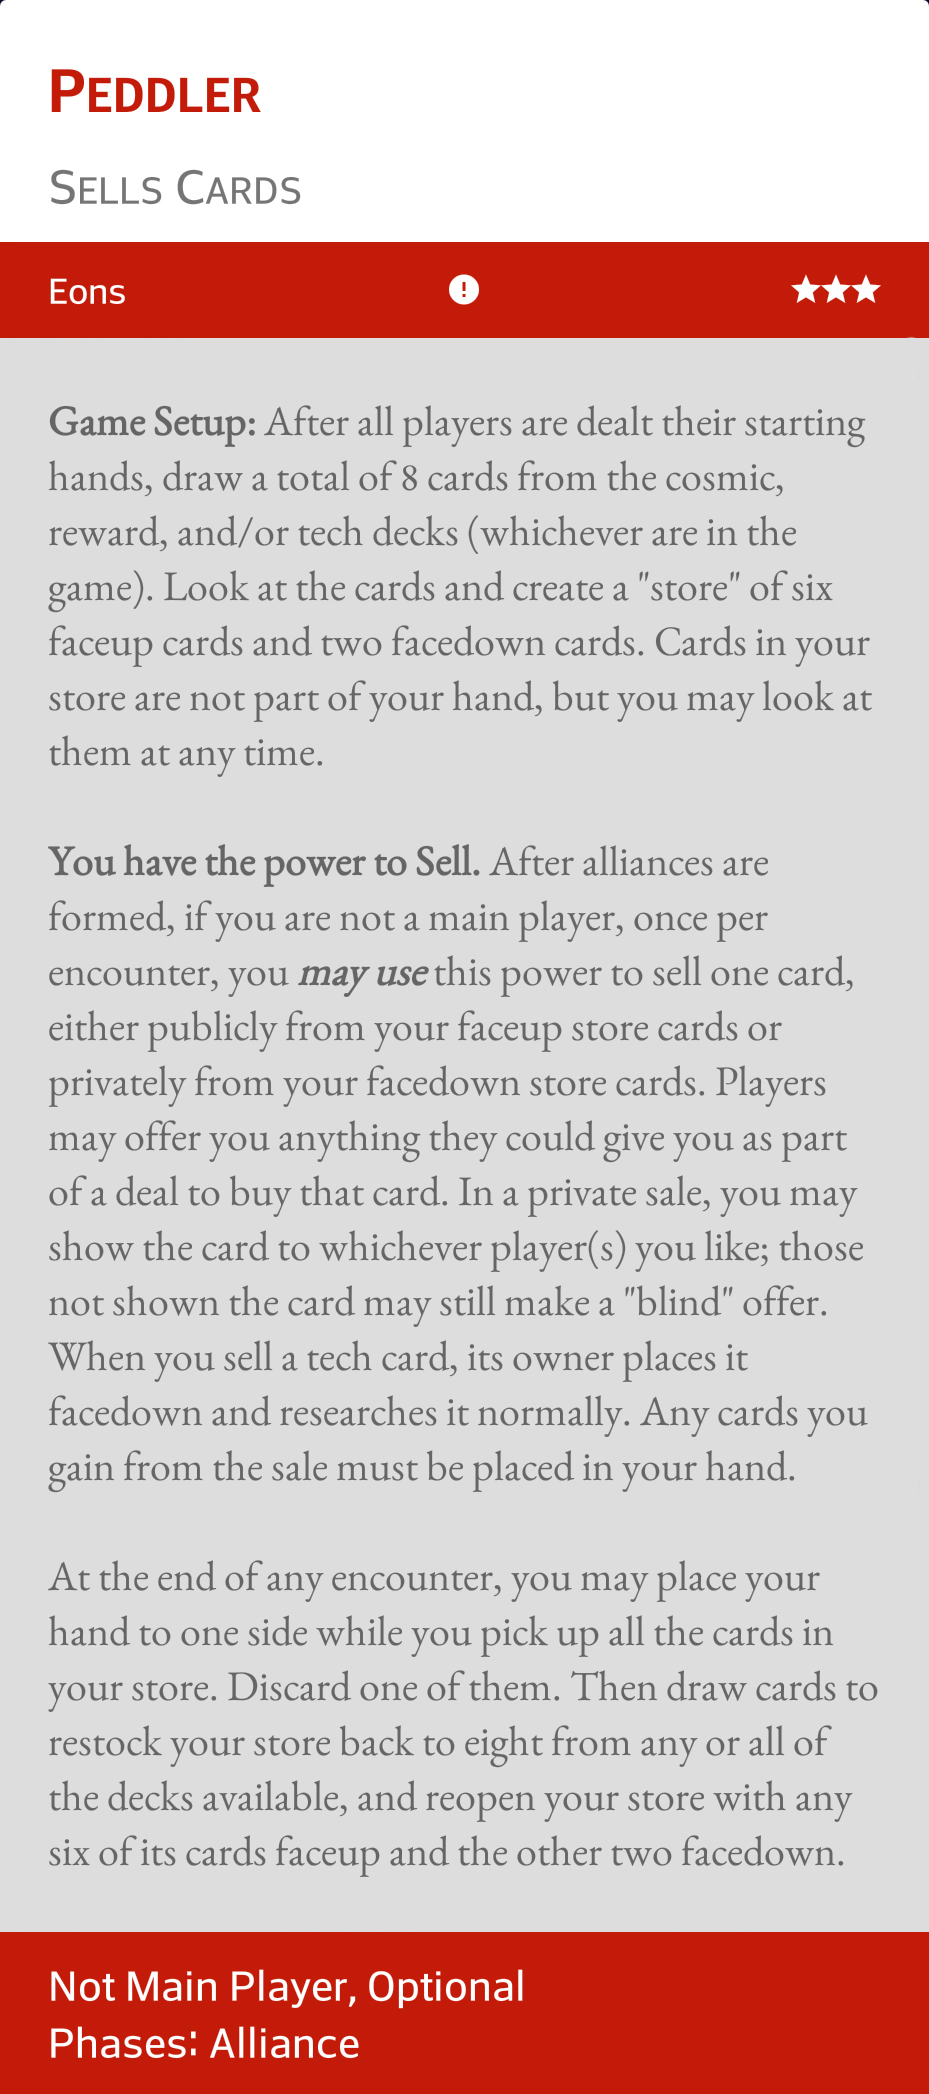 Peddler
Sells Cards
Eons
Game Setup: After all players are dealt their starting
hands, draw a total of 8 cards from the cosmic,
reward, and/or tech decks (whichever are in the
game). Look at the cards and create a "store" of six
faceup cards and two facedown cards. Cards in your
store are not part of your hand, but you may look at
them at any time.
You have the power to Sell. After alliances are
formed, if you are not a main player, once per
encounter, you may use this power to sell one card,
either publicly from your faceup store cards or
privately from your facedown store cards. Players
may offer you anything they could give you as part
of a deal to buy that card. In a private sale, you may
show the card to whichever player(s) you like; those
not shown the card may still make a "blind" offer.
When you sell a tech card, its owner places it
facedown and researches it normally. Any cards you
gain from the sale must be placed in your hand.
At the end of any encounter, you may place your
hand to one side while you pick up all the cards in
your store. Discard one of them. Then draw cards to
restock your store back to eight from any or all of
the decks available, and reopen your store with any
six of its cards faceup and the other two facedown.
Not Main Player, Optional
Phases: Alliance